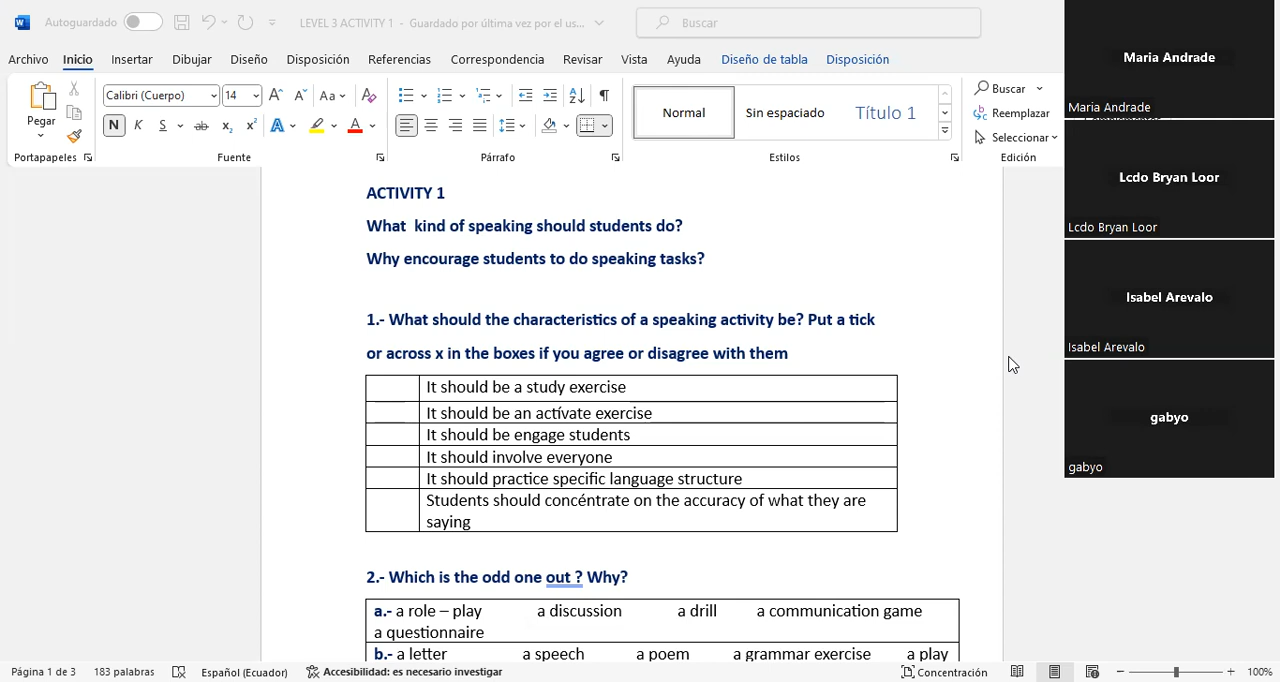 Autoguardado
LEVEL 3 ACTIVITY 1 - Guardado por última vez por el us...
Buscar
Archivo Inicio Insertar Dibujar Diseño Disposición Referencias Correspondencia Revisar Vista Ayuda Diseño de tabla Disposición
Pegar
Portapapeles
Calibri (Cuerpo) 14
N K S ab x₂ x²
Fuente
Párrafo
Normal Sin espaciado Título 1
Estilos
Buscar
Reemplazar
Seleccionar
Edición
ACTIVITY 1
What kind of speaking should students do?
Why encourage students to do speaking tasks?
1.- What should the characteristics of a speaking activity be? Put a tick
or across x in the boxes if you agree or disagree with them
It should be a study exercise
It should be an actívate exercise
It should be engage students
It should involve everyone
It should practice specific language structure
Students should concéntrate on the accuracy of what they are
saying
2.- Which is the odd one out ? Why?
a.- a role – play a discussion a drill a communication game
a questionnaire
b.- a letter a speech a poem a grammar exercise a play
Maria Andrade
Maria Andrade
Lcdo Bryan Loor
Lcdo Bryan Loor
Isabel Arevalo
Isabel Arevalo
gabyo
gabyo
Página 1 de 3 183 palabras Español (Ecuador) Accesibilidad: es necesario investigar Concentración 100%